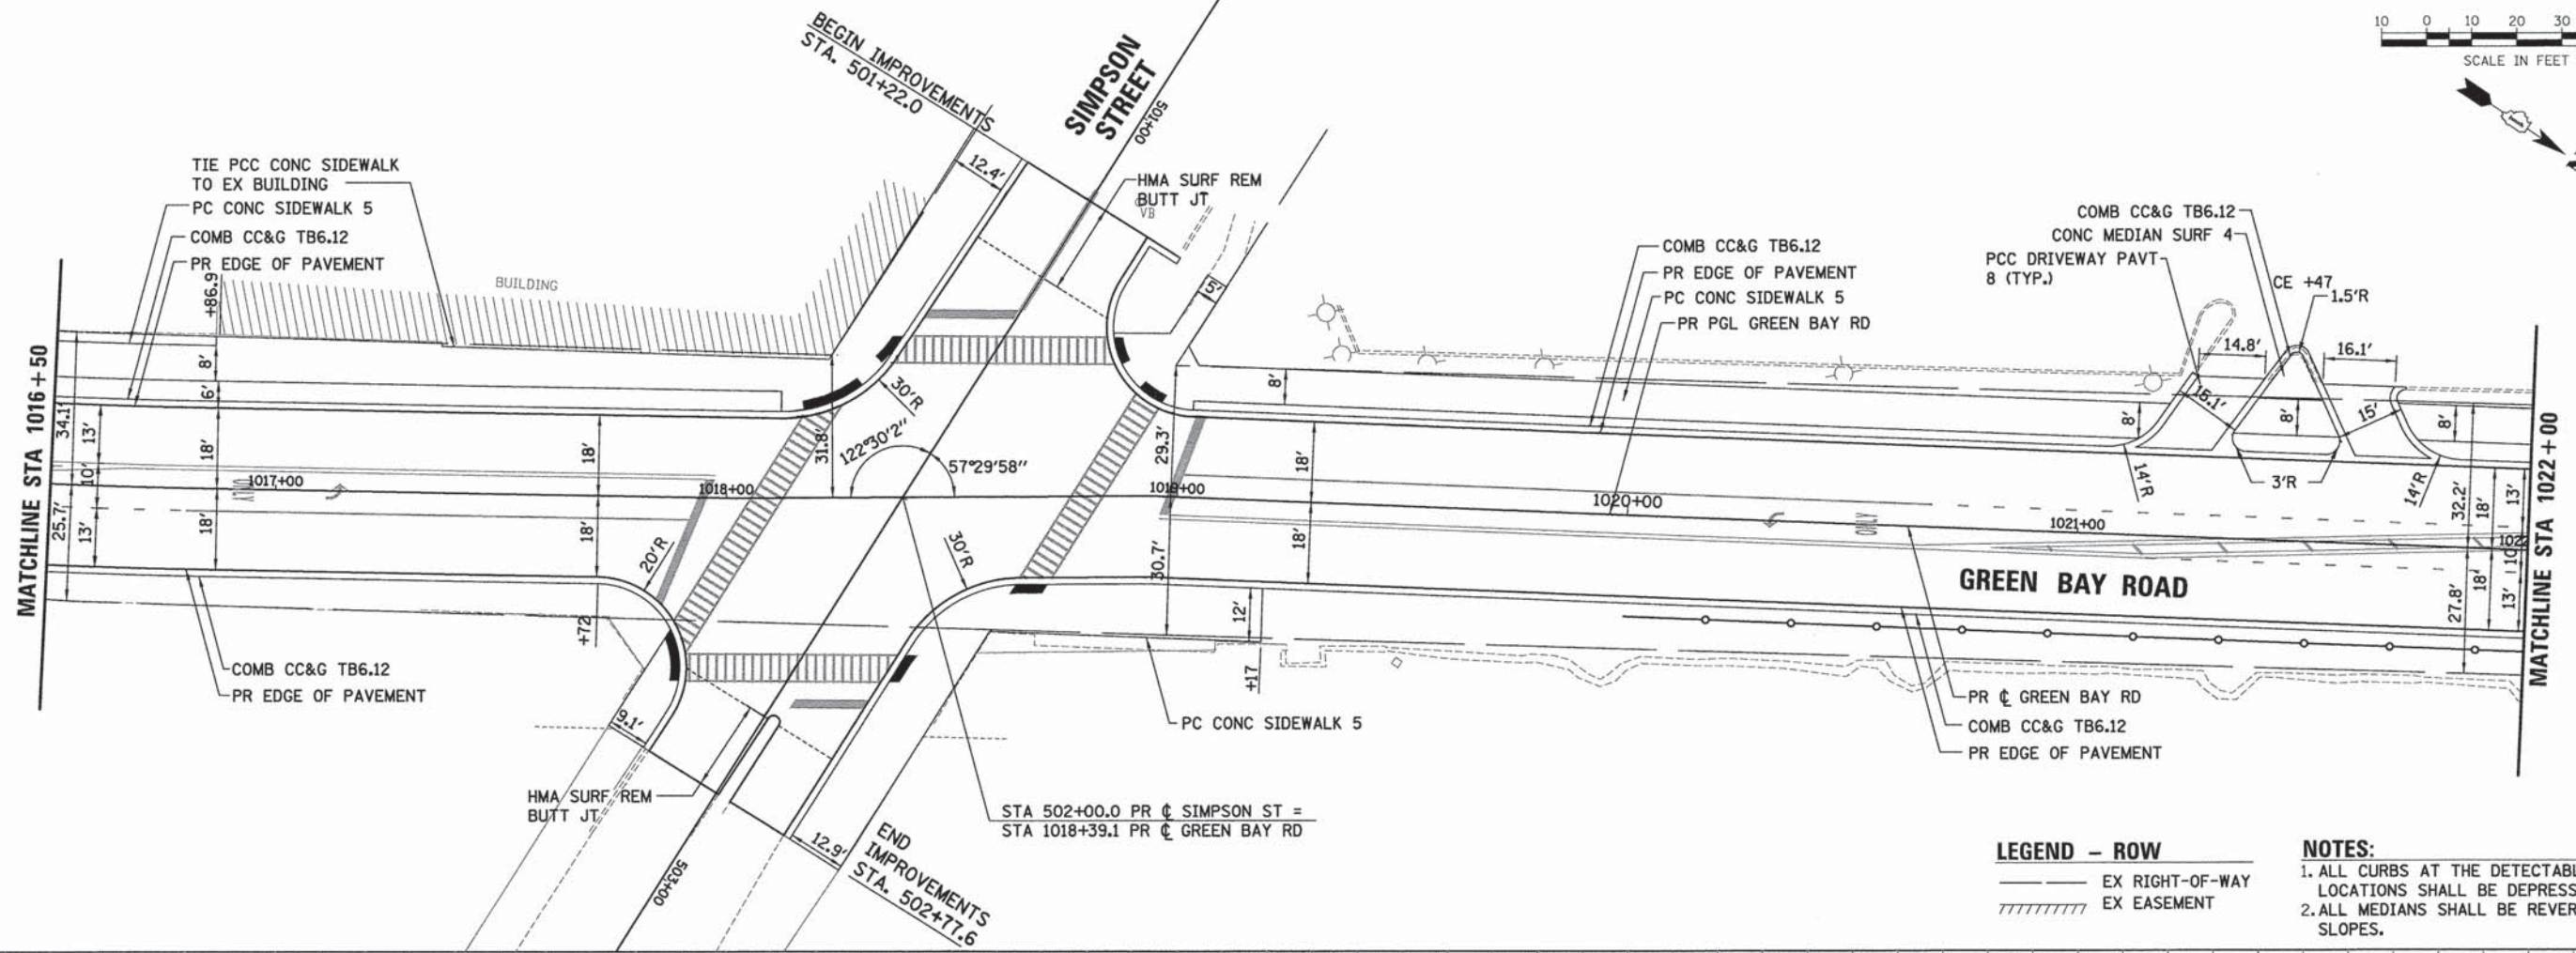 BEGIN IMPROVEMENTS
STA. 501+22.0
SIMPSON
STREET
501+00
10 0 10 20 30
SCALE IN FEET
12.4'
HMA SURF REM
BUTT JT
VB
TIE PCC CONC SIDEWALK
TO EX BUILDING
PC CONC SIDEWALK 5
COMB CC&G TB6.12
PR EDGE OF PAVEMENT
+86.9
BUILDING
5'
COMB CC&G TB6.12
PR EDGE OF PAVEMENT
PC CONC SIDEWALK 5
PR PGL GREEN BAY RD
COMB CC&G TB6.12
CONC MEDIAN SURF 4
PCC DRIVEWAY PAVT
8 (TYP.)
CE +47
1.5'R
14.8'
16.1'
15.1'
8'
15'
8'
8'
14'R
3'R
14'R
MATCHLINE STA 1016+50
34.1'
25.7'
13'
10'
13'
8'
6'
18'
18'
18'
18'
1017+00
ONLY
1018+00
31.8'
30'R
122°30'2"
57°29'58"
29.3'
1019+00
30.7'
8'
18'
18'
1020+00
ONLY
1021+00
1022
32.2'
18'
13'
27.8'
18'
10'
13'
MATCHLINE STA 1022+00
GREEN BAY ROAD
20'R
30'R
+72
12'
+17
COMB CC&G TB6.12
PR EDGE OF PAVEMENT
9.1'
PC CONC SIDEWALK 5
PR ℄ GREEN BAY RD
COMB CC&G TB6.12
PR EDGE OF PAVEMENT
HMA SURF REM
BUTT JT
STA 502+00.0 PR ℄ SIMPSON ST =
STA 1018+39.1 PR ℄ GREEN BAY RD
12.9'
END
IMPROVEMENTS
STA. 502+77.6
503+00
LEGEND - ROW
EX RIGHT-OF-WAY
EX EASEMENT
NOTES:
1. ALL CURBS AT THE DETECTABL
LOCATIONS SHALL BE DEPRESS
2. ALL MEDIANS SHALL BE REVER
SLOPES.